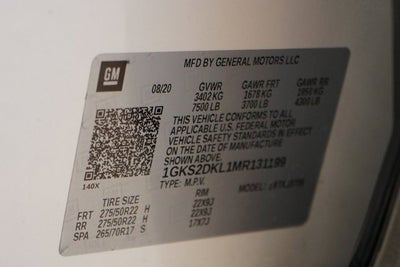 GM
MFD BY GENERAL MOTORS LLC
08/20 GVWR GAWR FRT GAWR RR
3402 KG 1678 KG 1950 KG
7500 LB 3700 LB 4300 LB
THIS VEHICLE CONFORMS TO ALL
APPLICABLE U.S. FEDERAL MOTOR
VEHICLE SAFETY STANDARDS IN EFFECT
ON THE DATE OF MANUFACTURE SHOWN ABOVE.
1GKS2DKL1MR131199
140X
TYPE: M.P.V. MODEL:
TIRE SIZE RIM
FRT 275/50R22 H 22X9J
RR 275/50R22 H 22X9J
SPA 265/70R17 S 17X7J